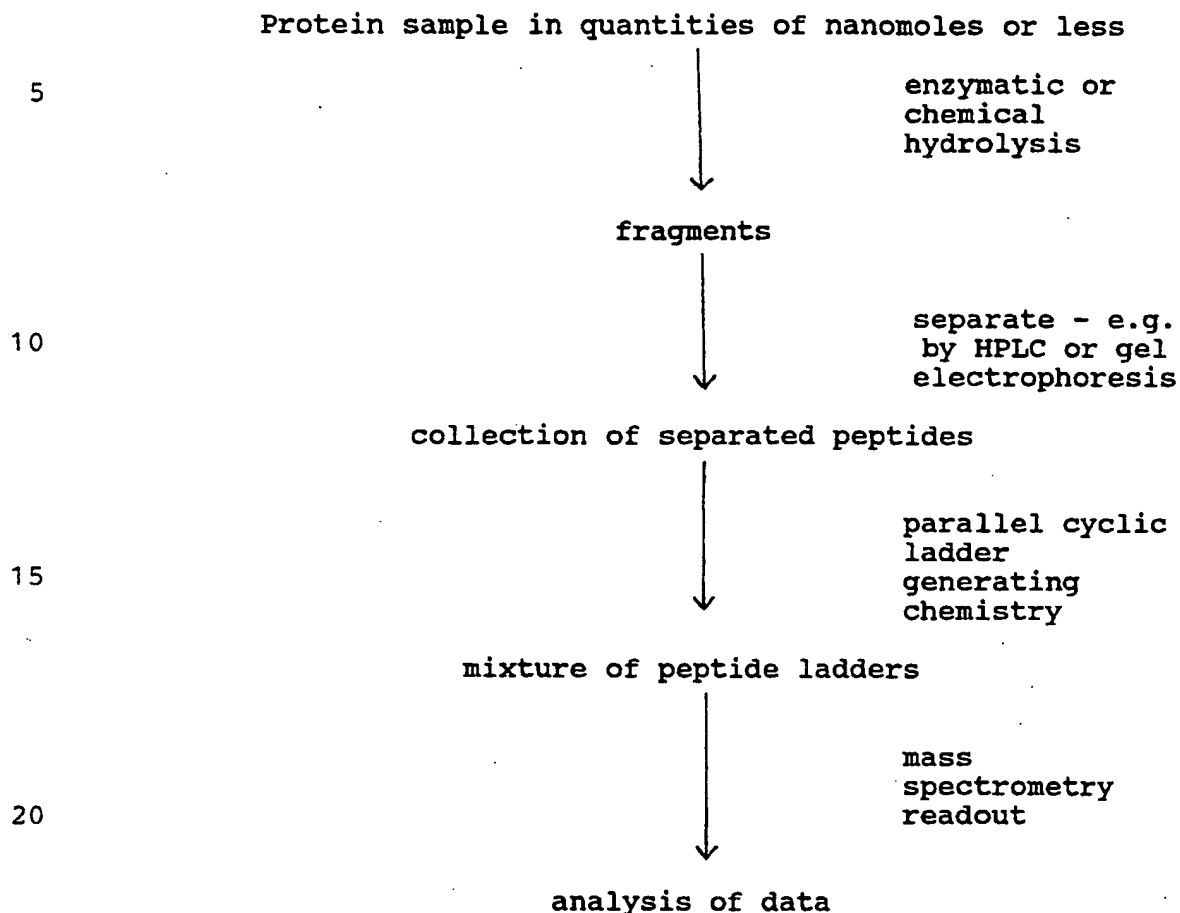 Protein sample in quantities of nanomoles or less
5
enzymatic or
chemical
hydrolysis
fragments
10
separate - e.g.
by HPLC or gel
electrophoresis
collection of separated peptides
15
parallel cyclic
ladder
generating
chemistry
mixture of peptide ladders
20
mass
spectrometry
readout
analysis of data